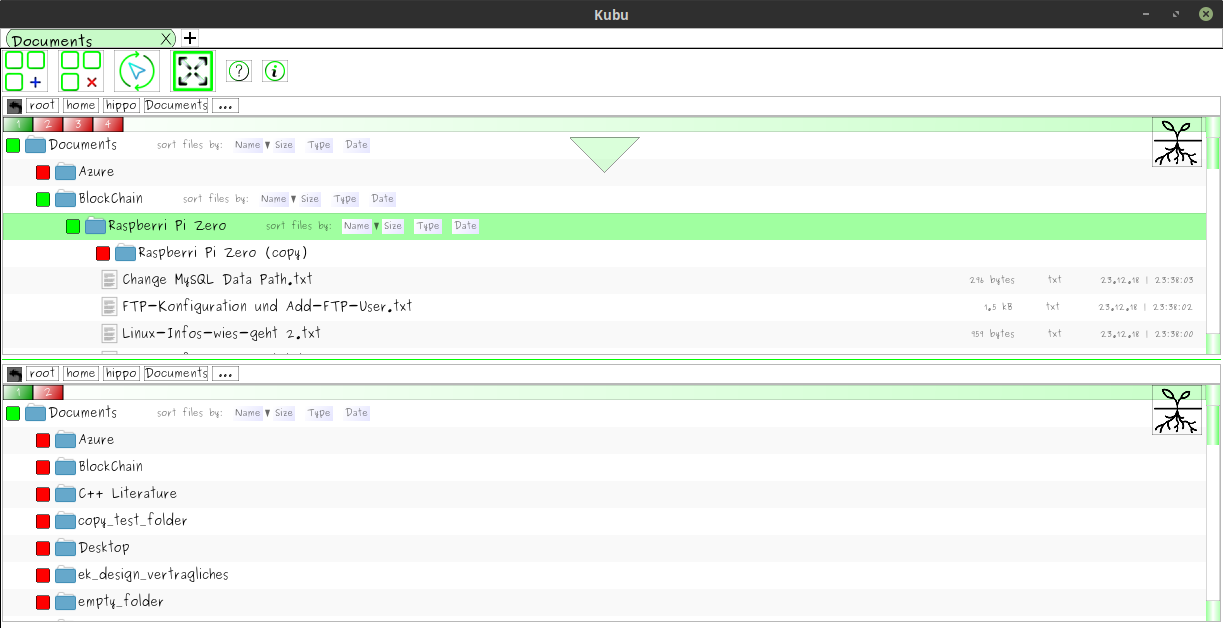 Kubu
Documents X +
? i
root home hippo Documents ...
1 2 3 4
Documents sort files by: Name ▼ Size Type Date
Azure
BlockChain sort files by: Name ▼ Size Type Date
Raspberri Pi Zero sort files by: Name ▼ Size Type Date
Raspberri Pi Zero (copy)
Change MySQL Data Path.txt 296 bytes txt 23.12.18 | 23:38:03
FTP-Konfiguration und Add-FTP-User.txt 1,5 kB txt 23.12.18 | 23:38:02
Linux-Infos-wies-geht 2.txt 959 bytes txt 23.12.18 | 23:38:00
root home hippo Documents ...
1 2
Documents sort files by: Name ▼ Size Type Date
Azure
BlockChain
C++ Literature
copy_test_folder
Desktop
ek_design_vertragliches
empty_folder